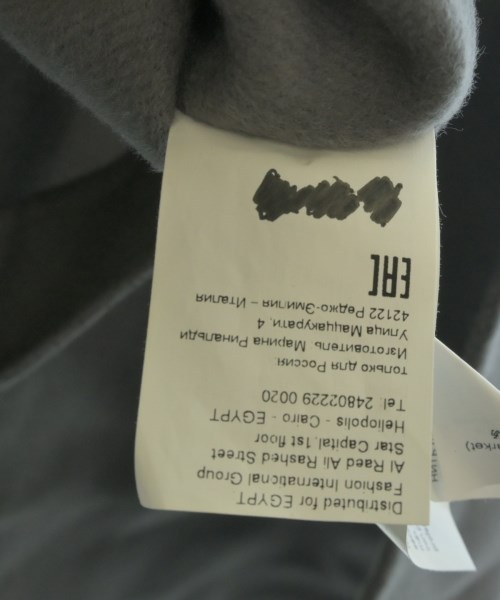 Distributed for EGYPT
Fashion International Group
Al Raed Ali Rashed Street
Star Capital, 1st floor
Heliopolis - Cairo - EGYPT
Tel. 24802229 0020
только для России:
Изготовитель. Марина Ринальди
Улица Маццакурати, 4
42122 Реджо-Эмилия – Италия
EAC
arket)